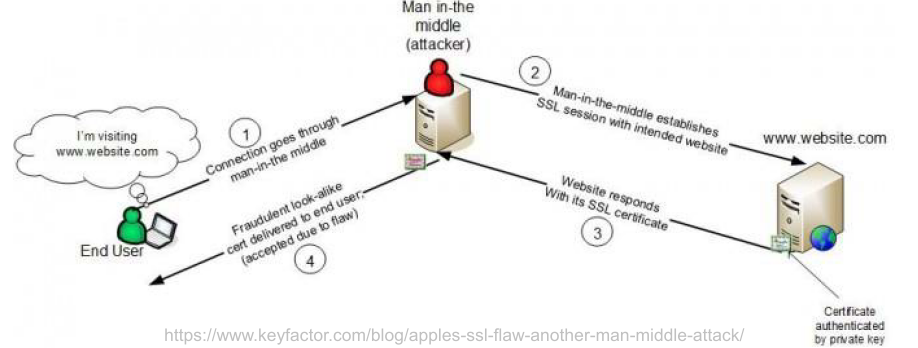 Man in-the
middle
(attacker)
2
Man-in-the-middle establishes
SSL session with intended website
www.website.com
I'm visiting
www.website.com
1
Connection goes through
man-in-the middle
Website responds
With its SSL certificate
3
Fraudulent look-alike
cert delivered to end user;
(accepted due to flaw)
4
End User
Certificate
authenticated
by private key
https://www.keyfactor.com/blog/apples-ssl-flaw-another-man-middle-attack/